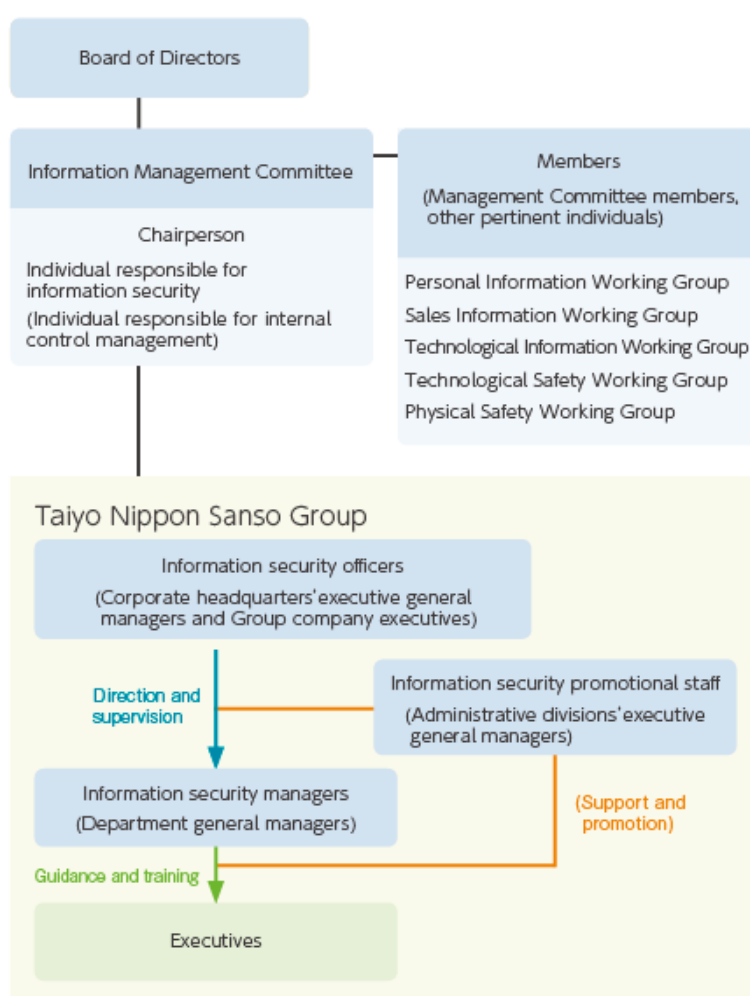 Board of Directors
Information Management Committee
Chairperson
Individual responsible for
information security
(Individual responsible for internal
control management)
Members
(Management Committee members,
other pertinent individuals)
Personal Information Working Group
Sales Information Working Group
Technological Information Working Group
Technological Safety Working Group
Physical Safety Working Group
Taiyo Nippon Sanso Group
Information security officers
(Corporate headquarters' executive general
managers and Group company executives)
Direction and
supervision
Information security promotional staff
(Administrative divisions' executive
general managers)
Information security managers
(Department general managers)
(Support and
promotion)
Guidance and training
Executives